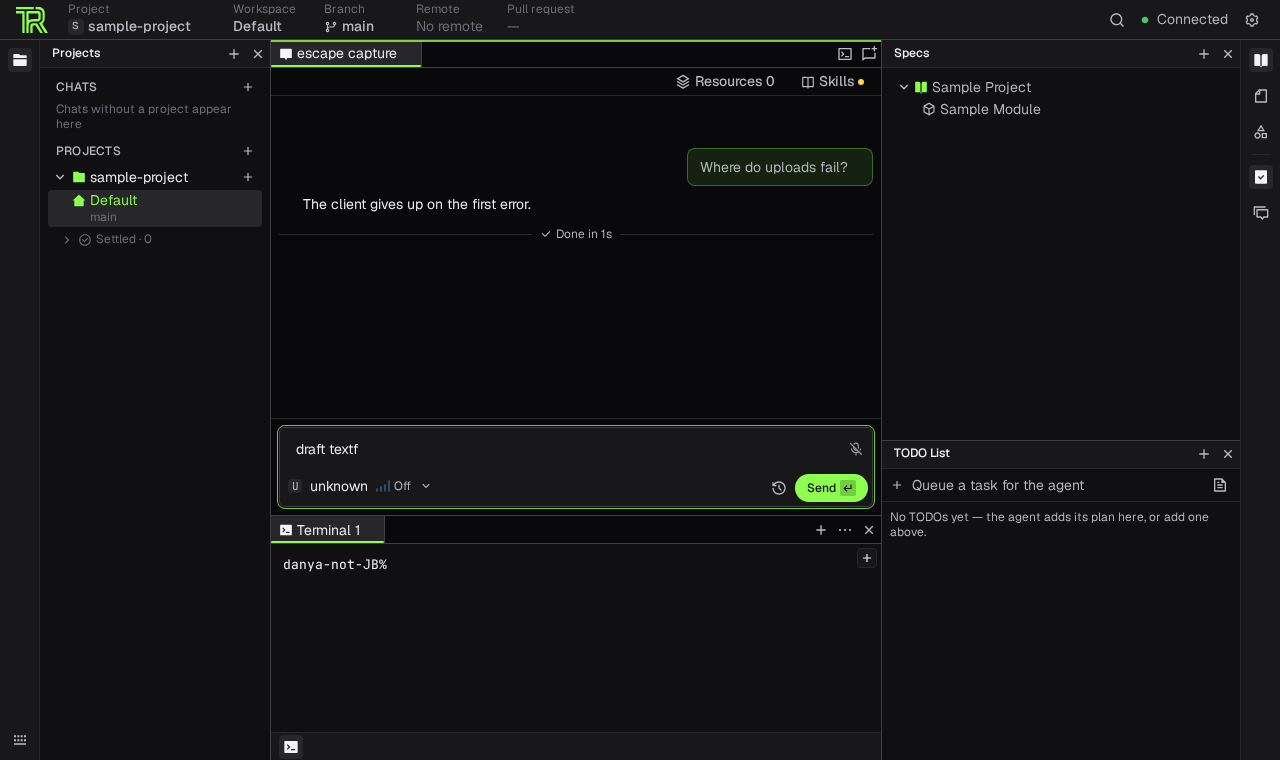 Project
S sample-project
Workspace
Default
Branch
main
Remote
No remote
Pull request
—
Connected
Projects
CHATS
Chats without a project appear
here
PROJECTS
sample-project
Default
main
Settled · 0
escape capture
Resources 0
Skills
Where do uploads fail?
The client gives up on the first error.
Done in 1s
draft textf
U unknown Off
Send
Terminal 1
danya-not-JB%
Specs
Sample Project
Sample Module
TODO List
Queue a task for the agent
No TODOs yet — the agent adds its plan here, or add one
above.